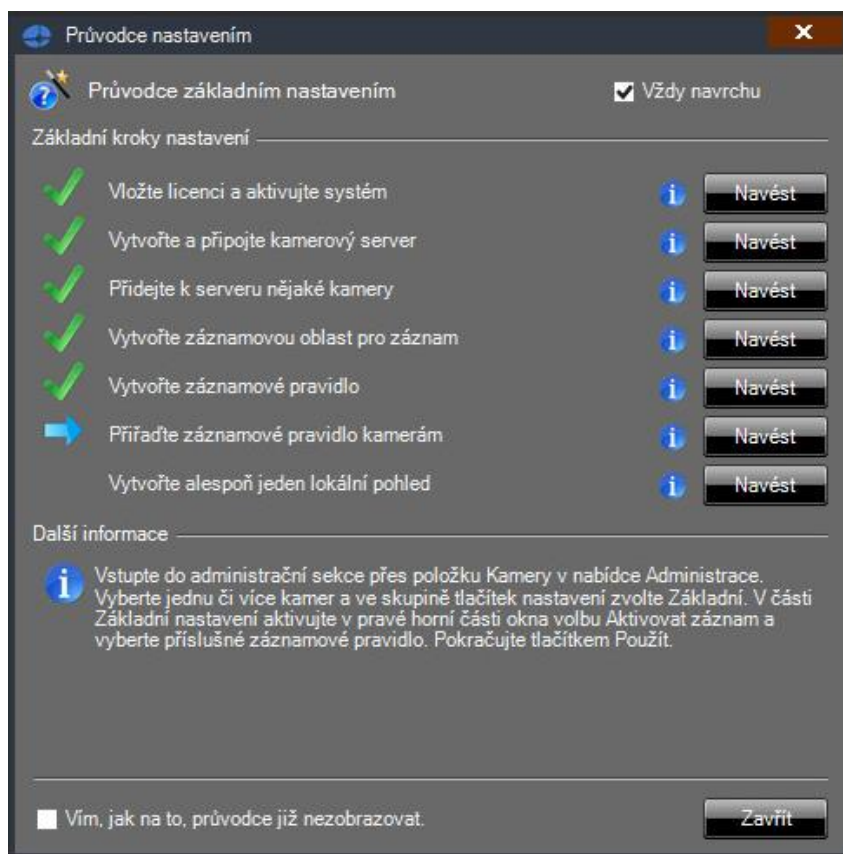 Průvodce nastavením
Průvodce základním nastavením
Vždy navrchu
Základní kroky nastavení
Vložte licenci a aktivujte systém
Navést
Vytvořte a připojte kamerový server
Navést
Přidejte k serveru nějaké kamery
Navést
Vytvořte záznamovou oblast pro záznam
Navést
Vytvořte záznamové pravidlo
Navést
Přiřaďte záznamové pravidlo kamerám
Navést
Vytvořte alespoň jeden lokální pohled
Navést
Další informace
Vstupte do administrační sekce přes položku Kamery v nabídce Administrace.
Vyberte jednu či více kamer a ve skupině tlačítek nastavení zvolte Základní. V části
Základní nastavení aktivujte v pravé horní části okna volbu Aktivovat záznam a
vyberte příslušné záznamové pravidlo. Pokračujte tlačítkem Použít.
Vím, jak na to, průvodce již nezobrazovat.
Zavřít